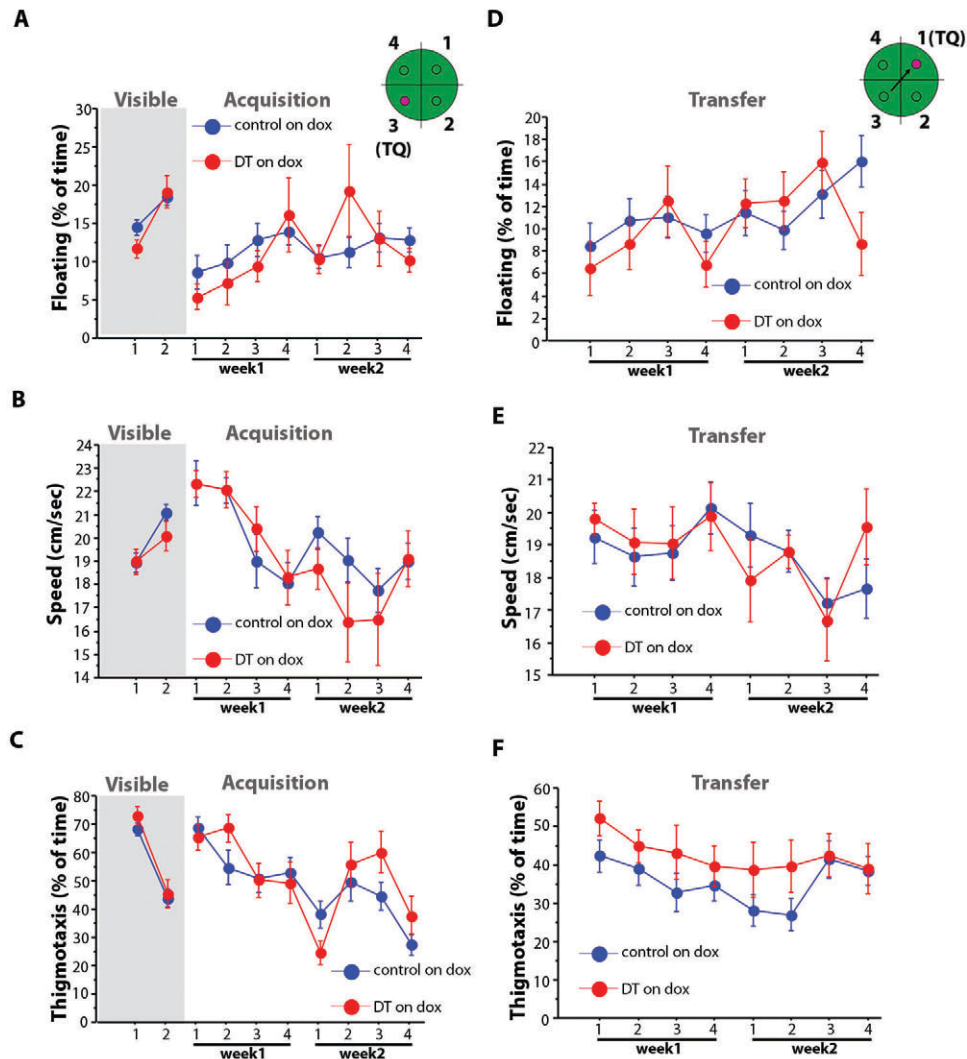 A
4 1
3 2
(TQ)
Visible Acquisition
Floating (% of time)
30
25
20
15
10
5
0
control on dox
DT on dox
1 2 1 2 3 4 1 2 3 4
week1 week2
D
4 1(TQ)
3 2
Transfer
Floating (% of time)
20
18
16
14
12
10
8
6
4
2
0
control on dox
DT on dox
1 2 3 4 1 2 3 4
week1 week2
B
Visible Acquisition
Speed (cm/sec)
24
23
22
21
20
19
18
17
16
15
14
control on dox
DT on dox
1 2 1 2 3 4 1 2 3 4
week1 week2
E
Transfer
Speed (cm/sec)
22
21
20
19
18
17
16
15
control on dox
DT on dox
1 2 3 4 1 2 3 4
week1 week2
C
Visible Acquisition
Thigmotaxis (% of time)
80
70
60
50
40
30
20
10
0
control on dox
DT on dox
1 2 1 2 3 4 1 2 3 4
week1 week2
F
Transfer
Thigmotaxis (% of time)
60
50
40
30
20
10
0
control on dox
DT on dox
1 2 3 4 1 2 3 4
week1 week2